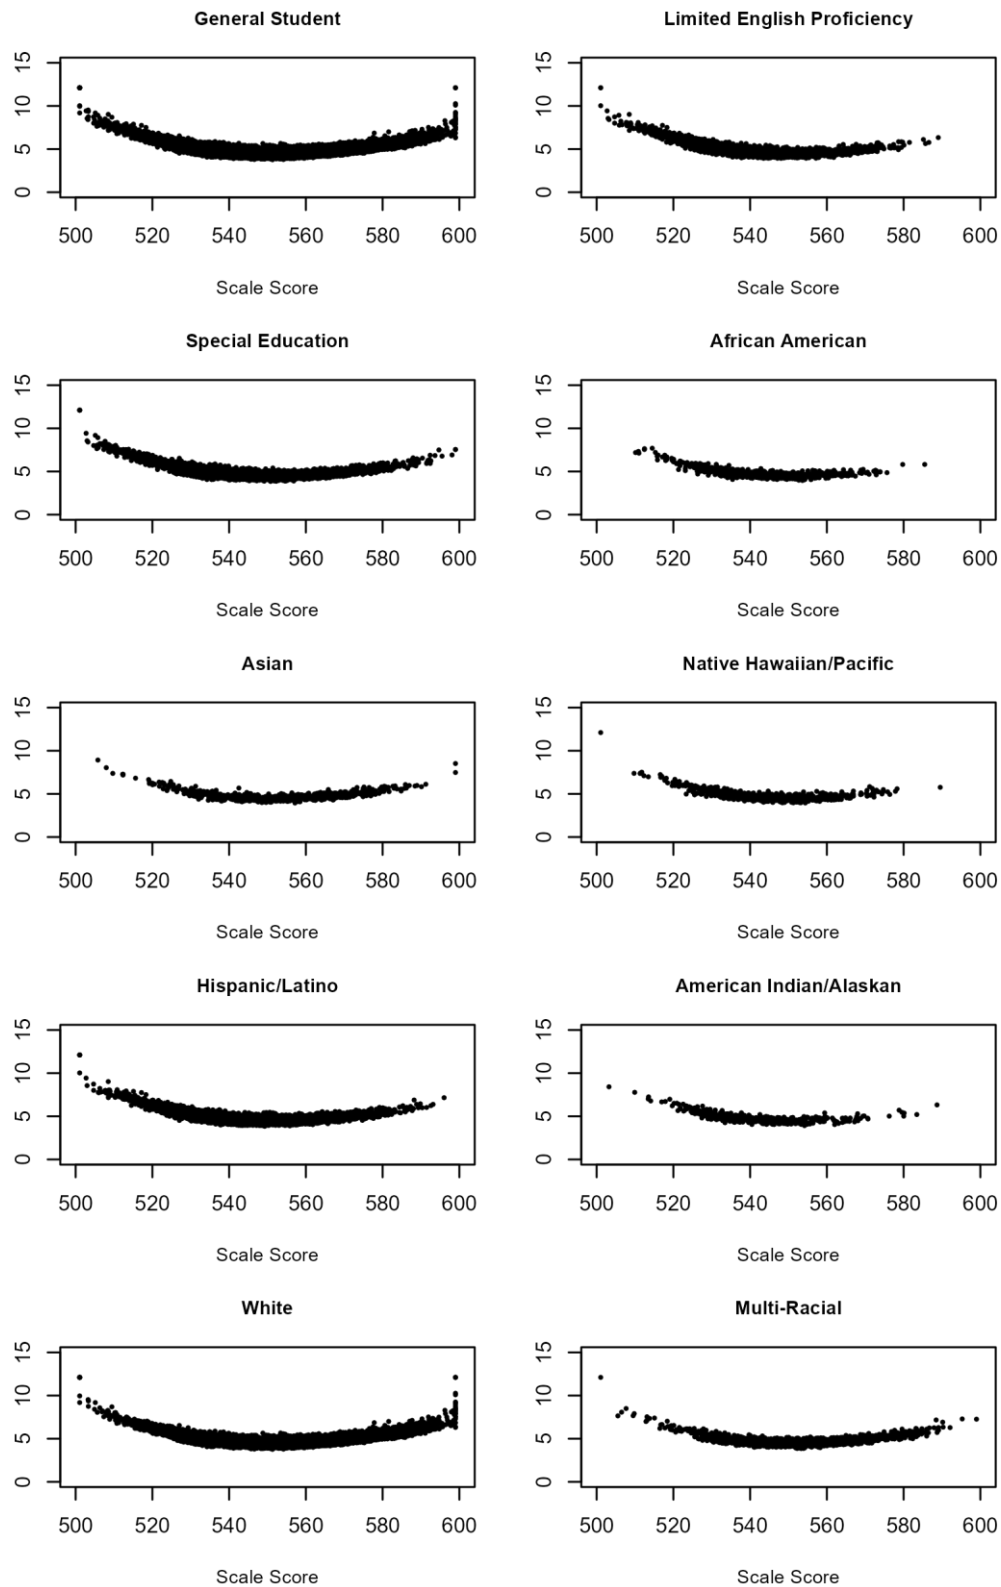 General Student
15
10
5
0
500 520 540 560 580 600
Scale Score
Limited English Proficiency
15
10
5
0
500 520 540 560 580 600
Scale Score
Special Education
15
10
5
0
500 520 540 560 580 600
Scale Score
African American
15
10
5
0
500 520 540 560 580 600
Scale Score
Asian
15
10
5
0
500 520 540 560 580 600
Scale Score
Native Hawaiian/Pacific
15
10
5
0
500 520 540 560 580 600
Scale Score
Hispanic/Latino
15
10
5
0
500 520 540 560 580 600
Scale Score
American Indian/Alaskan
15
10
5
0
500 520 540 560 580 600
Scale Score
White
15
10
5
0
500 520 540 560 580 600
Scale Score
Multi-Racial
15
10
5
0
500 520 540 560 580 600
Scale Score